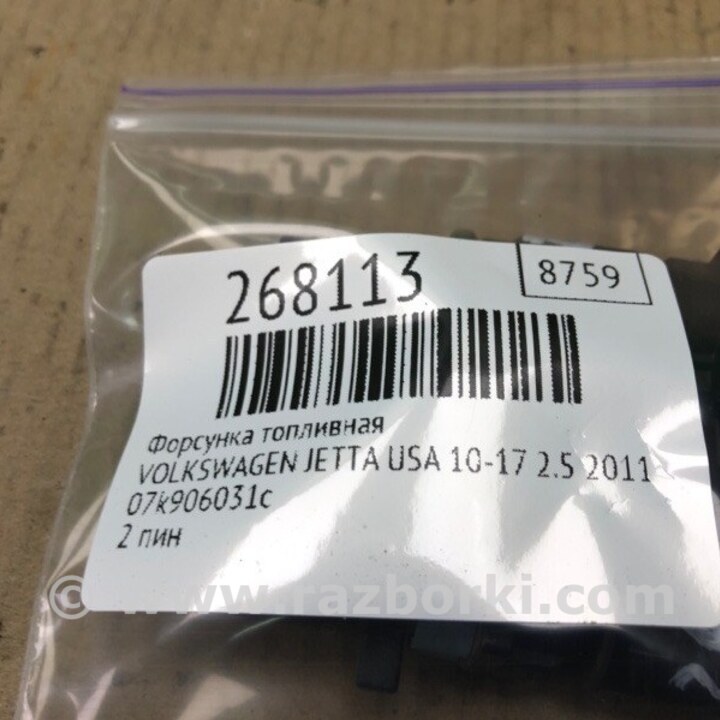 268113
8759
Форсунка топливная
VOLKSWAGEN JETTA USA 10-17 2.5 2011
07k906031c
2 пин
© www.razborki.com